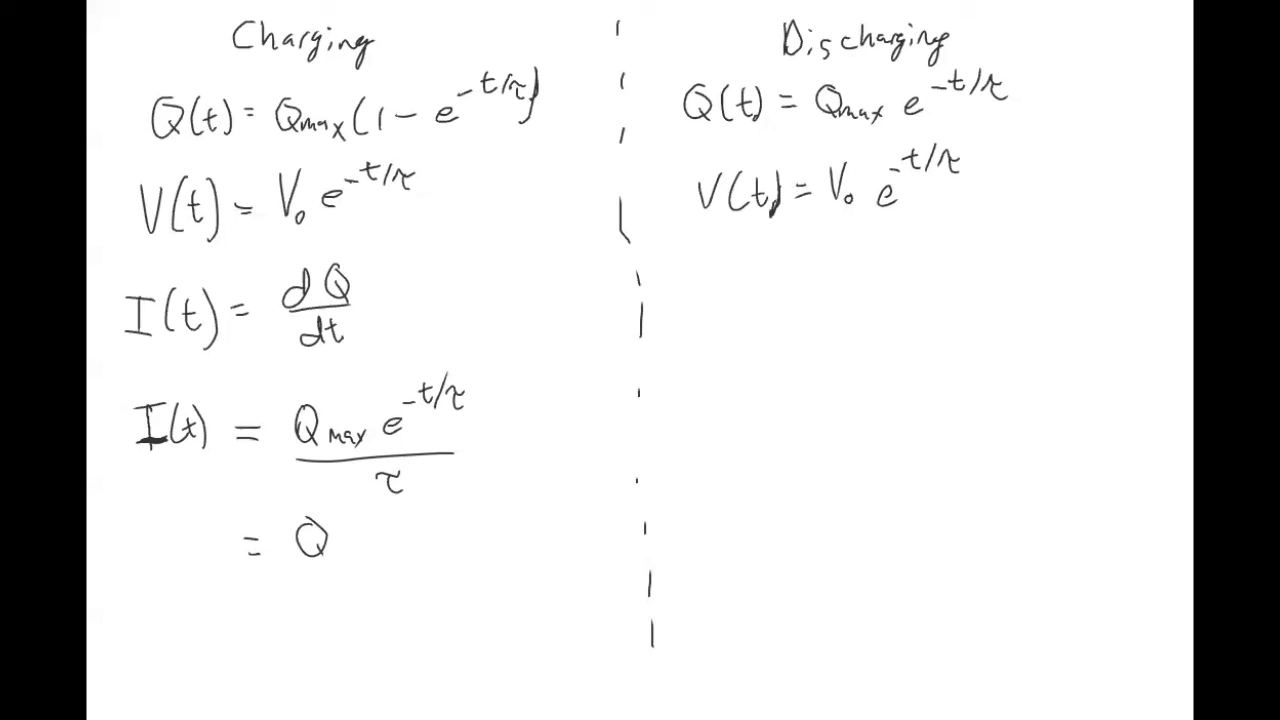 Charging
Q(t) = Qmax (1 - e^-t/τ)
V(t) = V₀ e^-t/τ
I(t) = dQ/dt
I(t) = Qmax e^-t/τ / τ
= Q
Discharging
Q(t) = Qmax e^-t/τ
V(t) = V₀ e^-t/τ